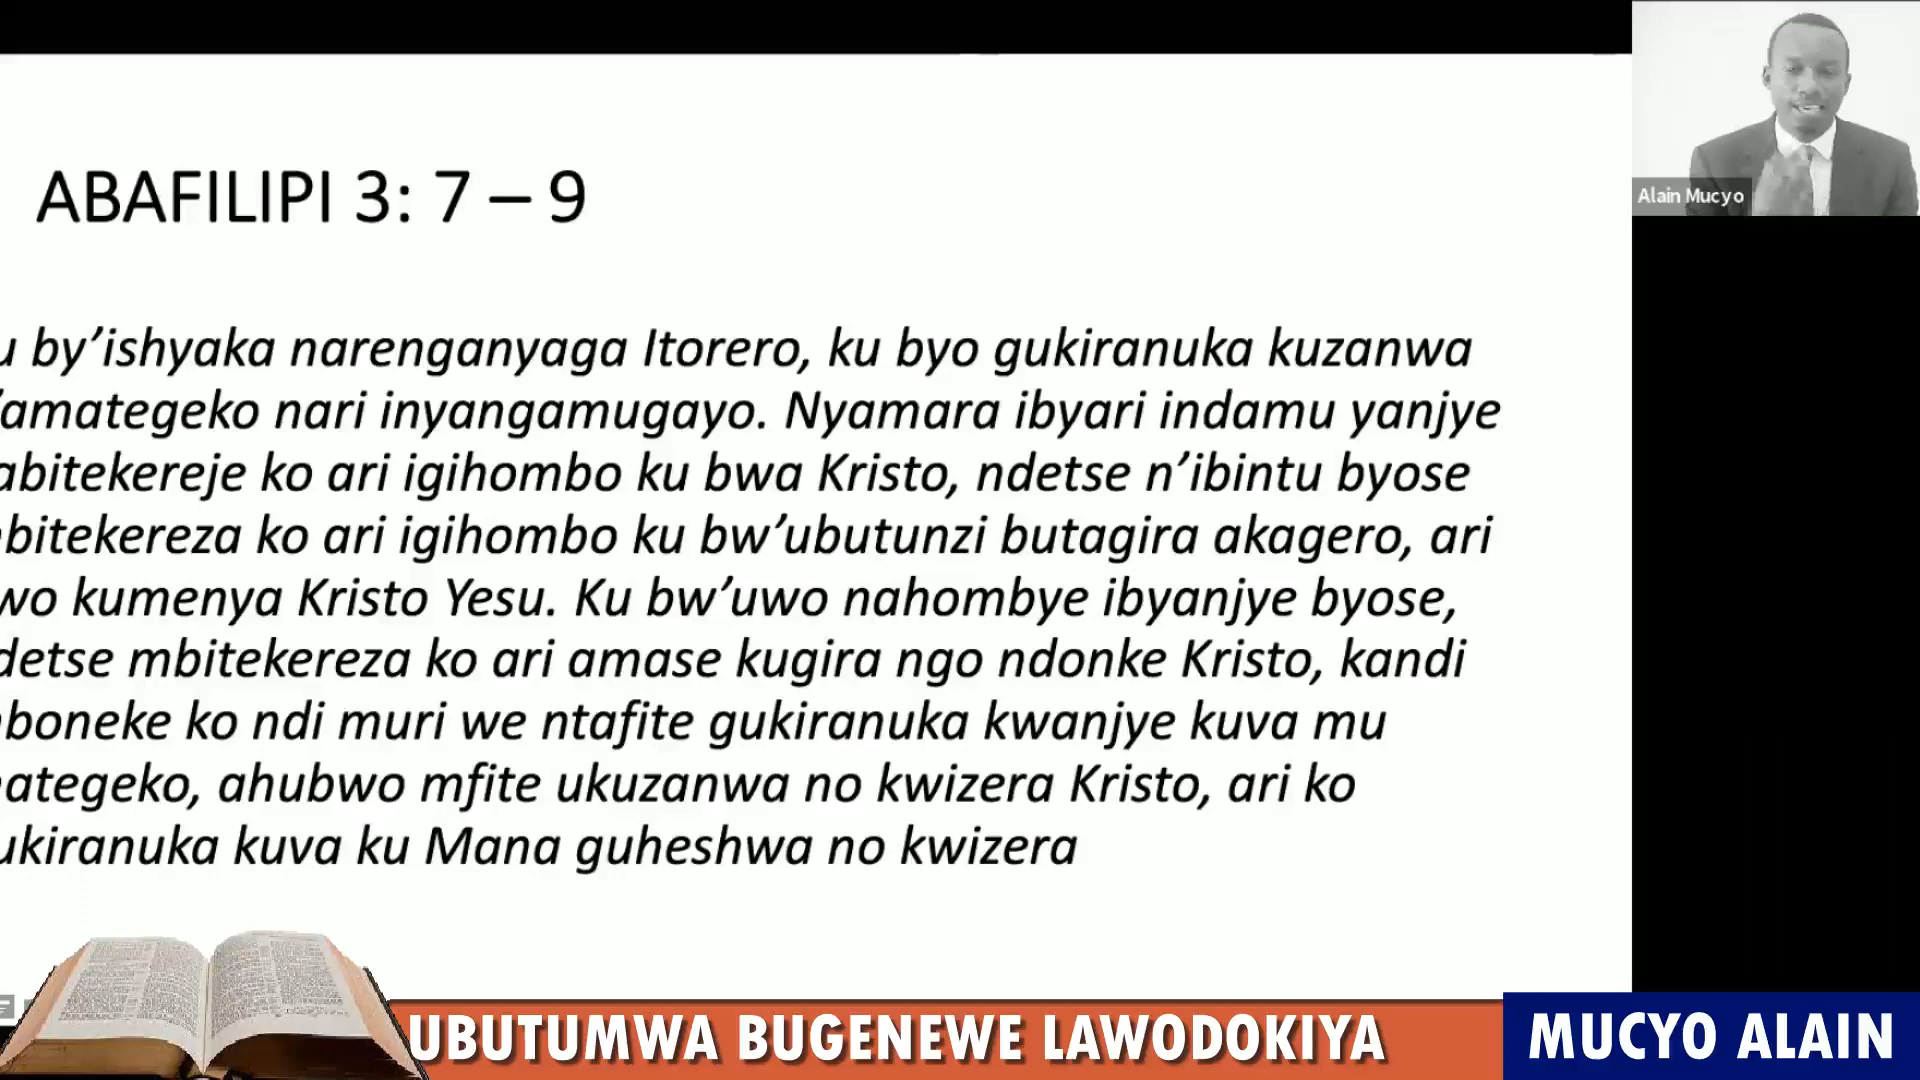 ABAFILIPI 3: 7 – 9
by’ishyaka narenganyaga Itorero, ku byo gukiranuka kuzanwa
’amategeko nari inyangamugayo. Nyamara ibyari indamu yanjye
abitekereje ko ari igihombo ku bwa Kristo, ndetse n’ibintu byose
bitekereza ko ari igihombo ku bw’ubutunzi butagira akagero, ari
wo kumenya Kristo Yesu. Ku bw’uwo nahombye ibyanjye byose,
detse mbitekereza ko ari amase kugira ngo ndonke Kristo, kandi
boneke ko ndi muri we ntafite gukiranuka kwanjye kuva mu
ategeko, ahubwo mfite ukuzanwa no kwizera Kristo, ari ko
ukiranuka kuva ku Mana guheshwa no kwizera
Alain Mucyo
UBUTUMWA BUGENEWE LAWODOKIYA
MUCYO ALAIN